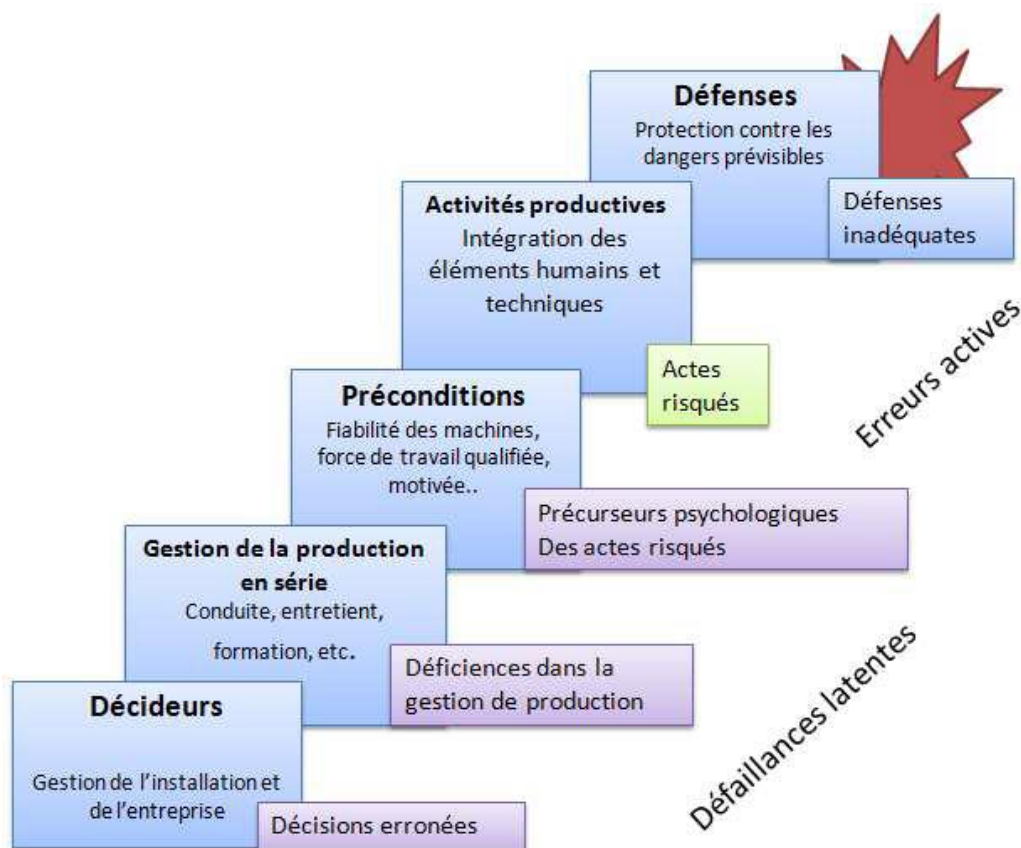 Défenses
Protection contre les
dangers prévisibles
Défenses
inadéquates
Activités productives
Intégration des
éléments humains et
techniques
Actes
risqués
Erreurs actives
Préconditions
Fiabilité des machines,
force de travail qualifiée,
motivée..
Précurseurs psychologiques
Des actes risqués
Gestion de la production
en série
Conduite, entretient,
formation, etc.
Déficiences dans la
gestion de production
Défaillances latentes
Décideurs
Gestion de l'installation et
de l'entreprise
Décisions erronées